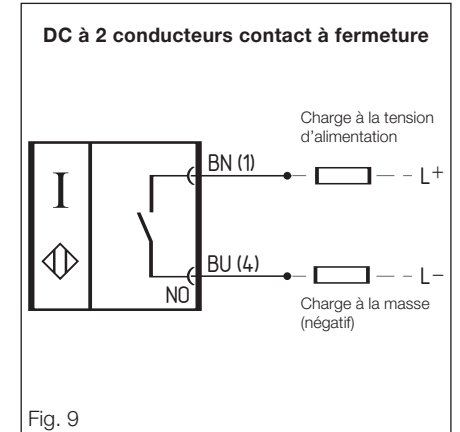 DC à 2 conducteurs contact à fermeture
Charge à la tension
d'alimentation
BN (1)
L+
I
BU (4)
L−
NO
Charge à la masse
(négatif)
Fig. 9